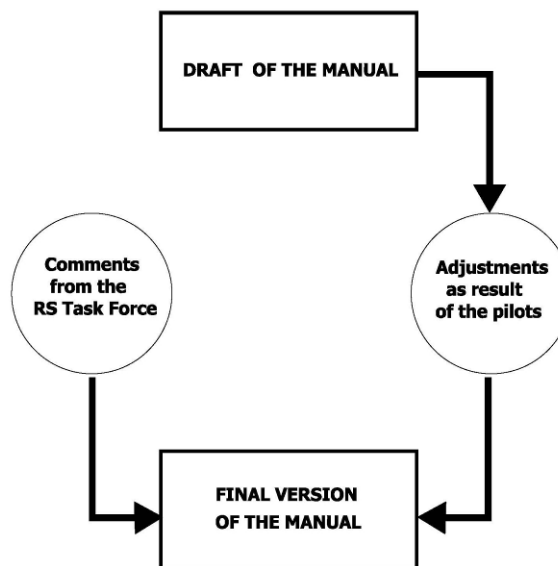 DRAFT OF THE MANUAL
Comments
from the
RS Task Force
Adjustments
as result
of the pilots
FINAL VERSION
OF THE MANUAL